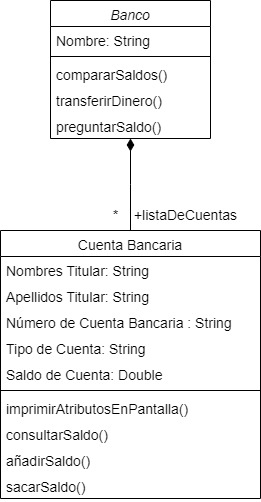 Banco
Nombre: String
compararSaldos()
transferirDinero()
preguntarSaldo()
* +listaDeCuentas
Cuenta Bancaria
Nombres Titular: String
Apellidos Titular: String
Número de Cuenta Bancaria : String
Tipo de Cuenta: String
Saldo de Cuenta: Double
imprimirAtributosEnPantalla()
consultarSaldo()
añadirSaldo()
sacarSaldo()